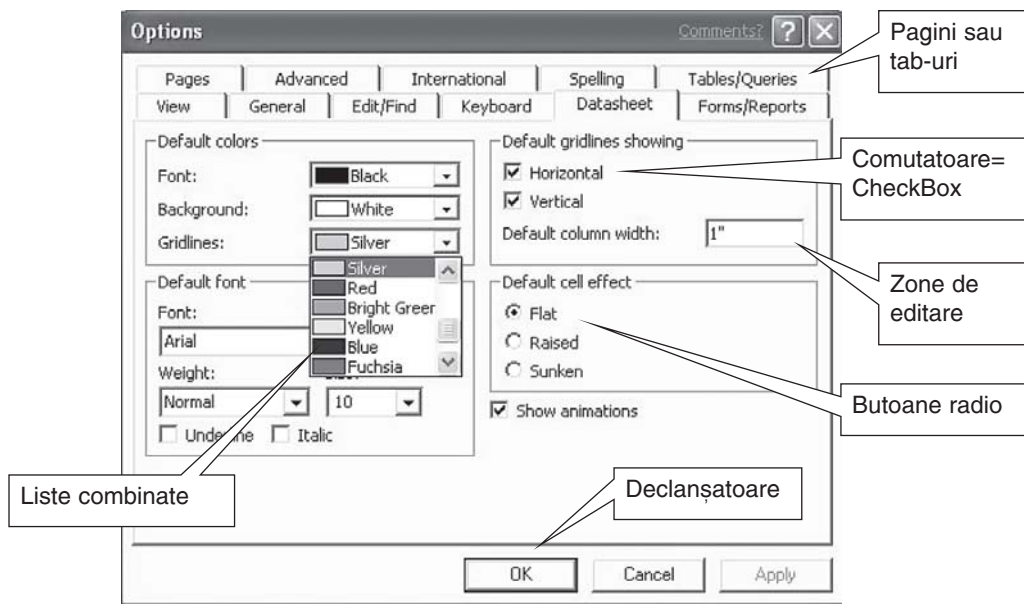 Options
Comments?
Pagini sau
tab-uri
Pages Advanced International Spelling Tables/Queries
View General Edit/Find Keyboard Datasheet Forms/Reports
Default colors
Font: Black
Background: White
Gridlines: Silver
Silver
Red
Bright Greer
Yellow
Blue
Fuchsia
Default font
Font:
Arial
Weight:
Normal 10
Italic
Default gridlines showing
Horizontal
Vertical
Default column width: 1"
Default cell effect
Flat
Raised
Sunken
Show animations
Comutatoare=
CheckBox
Zone de
editare
Butoane radio
Liste combinate
Declanșatoare
OK Cancel Apply